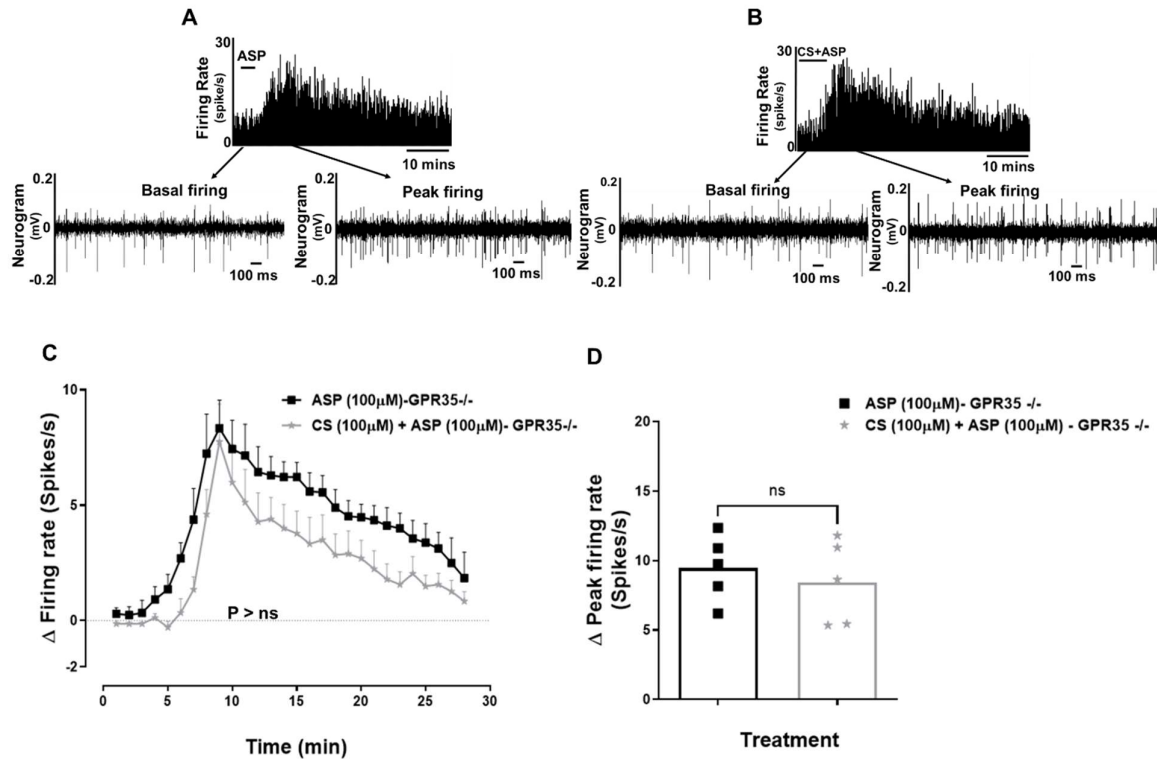 A
30
ASP
Firing Rate
(spike/s)
0
10 mins
Basal firing
Peak firing
0.2
Neurogram
(mV)
0
-0.2
100 ms
0.2
Neurogram
(mV)
0
-0.2
100 ms
B
30
CS+ASP
Firing Rate
(spike/s)
0
10 mins
Basal firing
Peak firing
0.2
Neurogram
(mV)
0
-0.2
100 ms
0.2
Neurogram
(mV)
0
-0.2
100 ms
C
ASP (100µM)-GPR35-/-
CS (100µM) + ASP (100µM)- GPR35-/-
Δ Firing rate (Spikes/s)
10
5
0
-2
P > ns
0 5 10 15 20 25 30
Time (min)
D
ASP (100µM)- GPR35 -/-
CS (100µM) + ASP (100µM) - GPR35 -/-
Δ Peak firing rate
(Spikes/s)
20
15
10
5
0
ns
Treatment